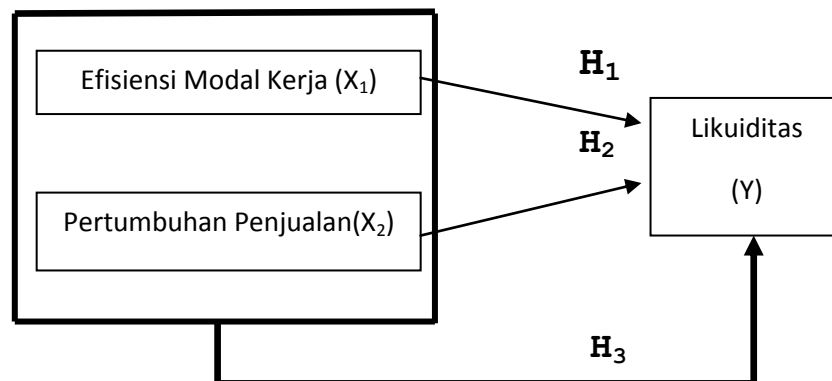 Efisiensi Modal Kerja (X₁)
H₁
Likuiditas
(Y)
H₂
Pertumbuhan Penjualan(X₂)
H₃